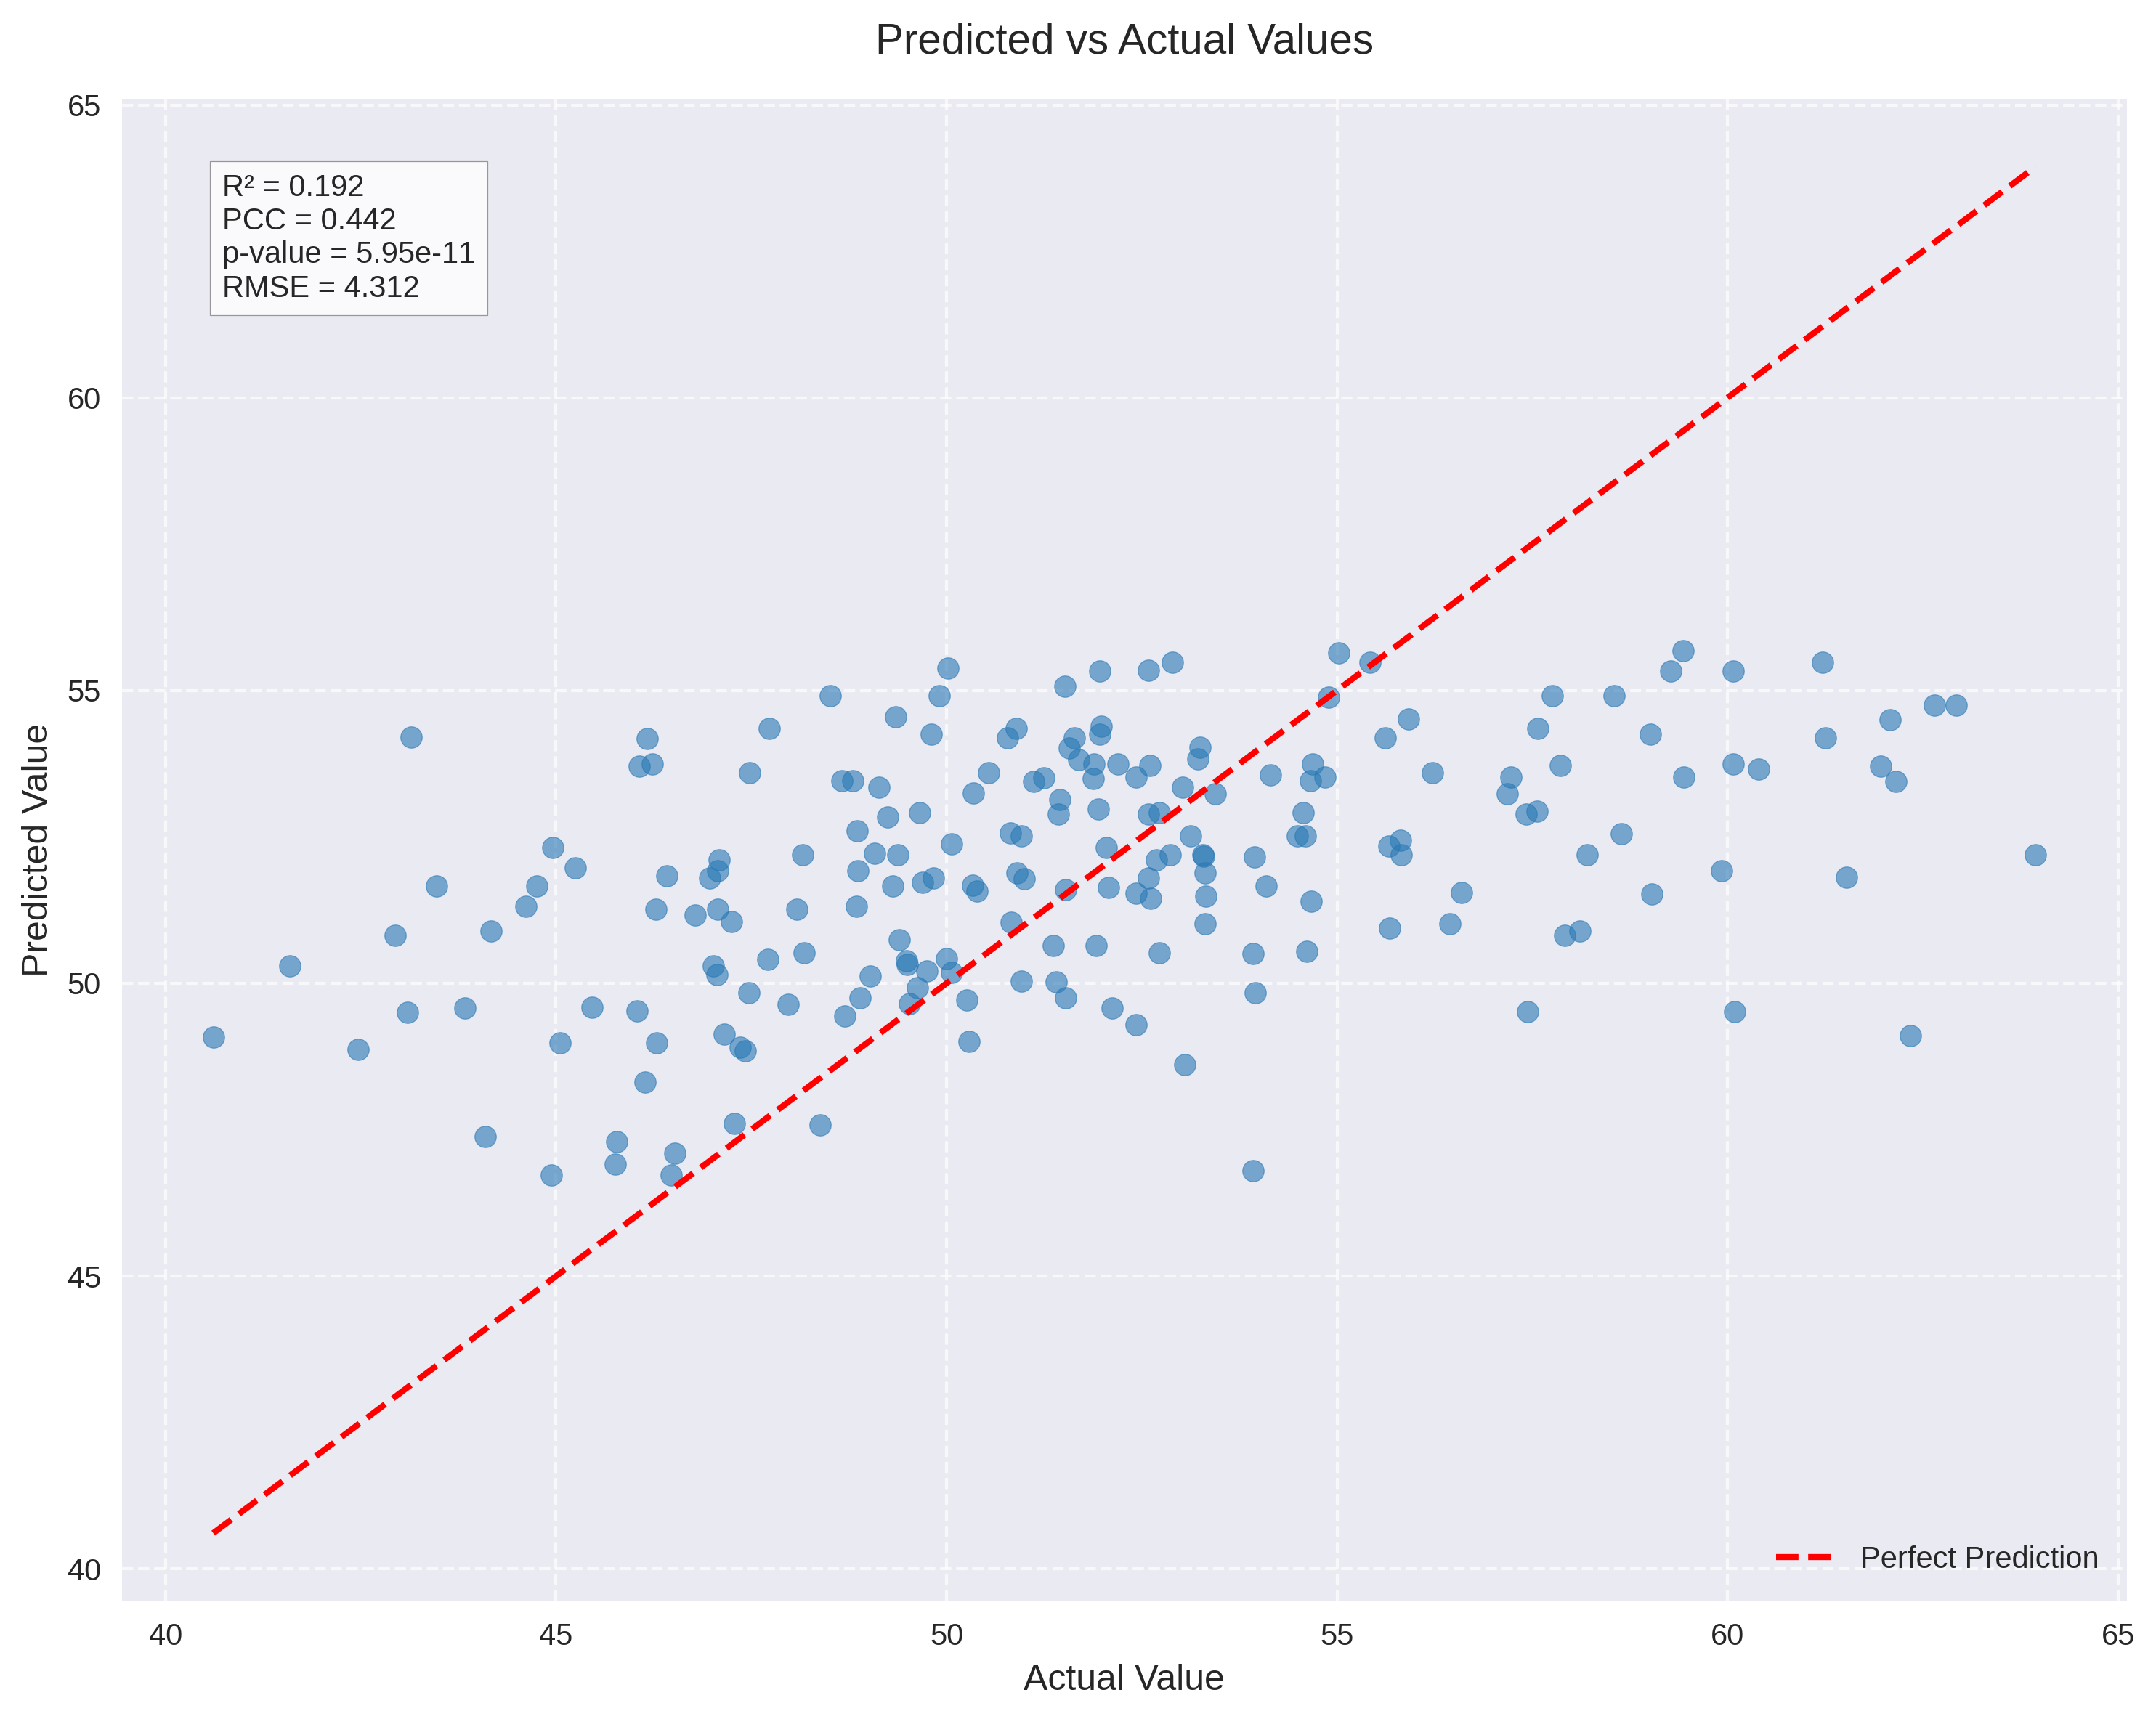 Predicted vs Actual Values
R² = 0.192
PCC = 0.442
p-value = 5.95e-11
RMSE = 4.312
65
60
55
50
45
40
Predicted Value
Perfect Prediction
40 45 50 55 60 65
Actual Value